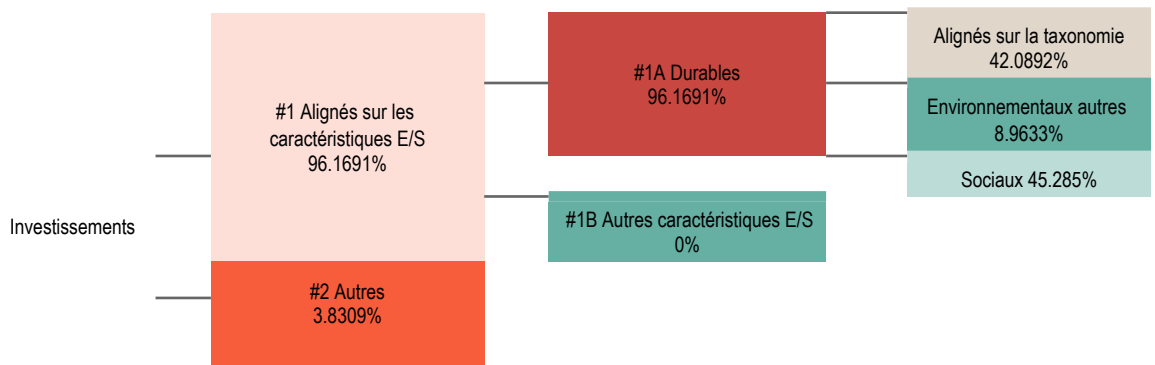 Investissements
#1 Alignés sur les
caractéristiques E/S
96.1691%
#2 Autres
3.8309%
#1A Durables
96.1691%
#1B Autres caractéristiques E/S
0%
Alignés sur la taxonomie
42.0892%
Environnementaux autres
8.9633%
Sociaux 45.285%